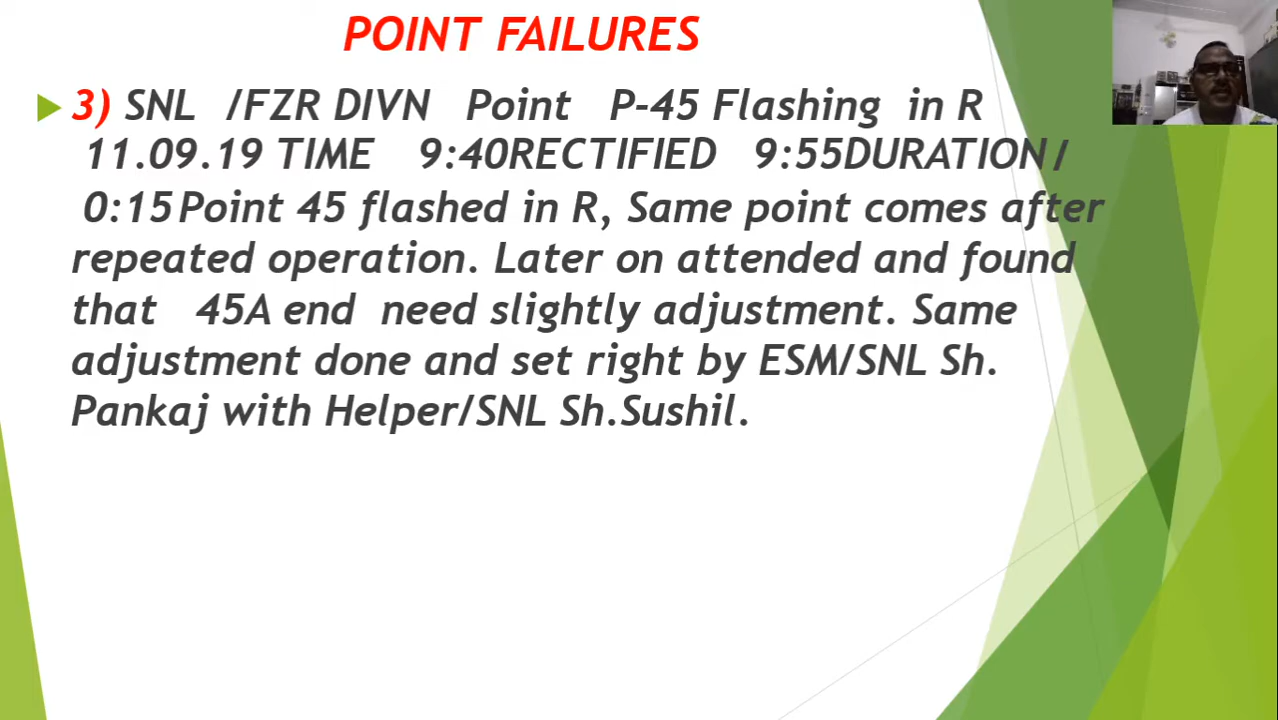 POINT FAILURES
3) SNL /FZR DIVN Point P-45 Flashing in R
11.09.19 TIME 9:40RECTIFIED 9:55DURATION/
0:15Point 45 flashed in R, Same point comes after
repeated operation. Later on attended and found
that 45A end need slightly adjustment. Same
adjustment done and set right by ESM/SNL Sh.
Pankaj with Helper/SNL Sh.Sushil.